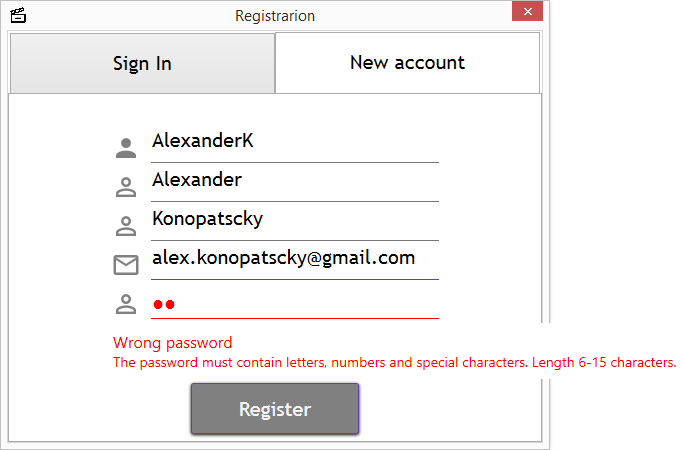 Registrarion
Sign In
New account
AlexanderK
Alexander
Konopatscky
alex.konopatscky@gmail.com
Wrong password
The password must contain letters, numbers and special characters. Length 6-15 characters.
Register